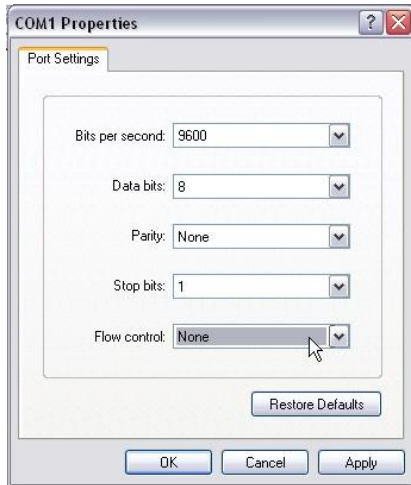 COM1 Properties
Port Settings
Bits per second: 9600
Data bits: 8
Parity: None
Stop bits: 1
Flow control: None
Restore Defaults
OK Cancel Apply